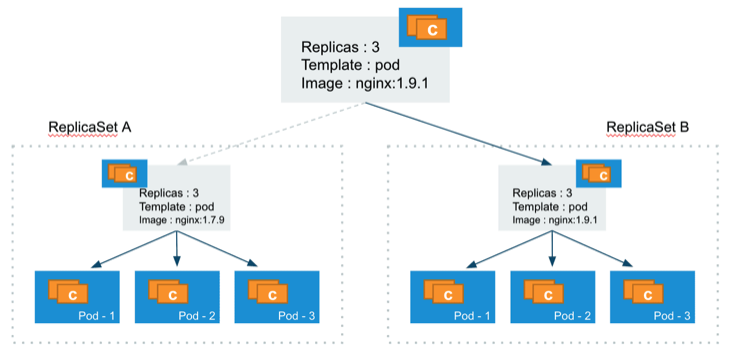 C
Replicas : 3
Template : pod
Image : nginx:1.9.1
ReplicaSet A
ReplicaSet B
C
Replicas : 3
Template : pod
Image : nginx:1.7.9
C
Replicas : 3
Template : pod
Image : nginx:1.9.1
C
Pod - 1
C
Pod - 2
C
Pod - 3
C
Pod - 1
C
Pod - 2
C
Pod - 3